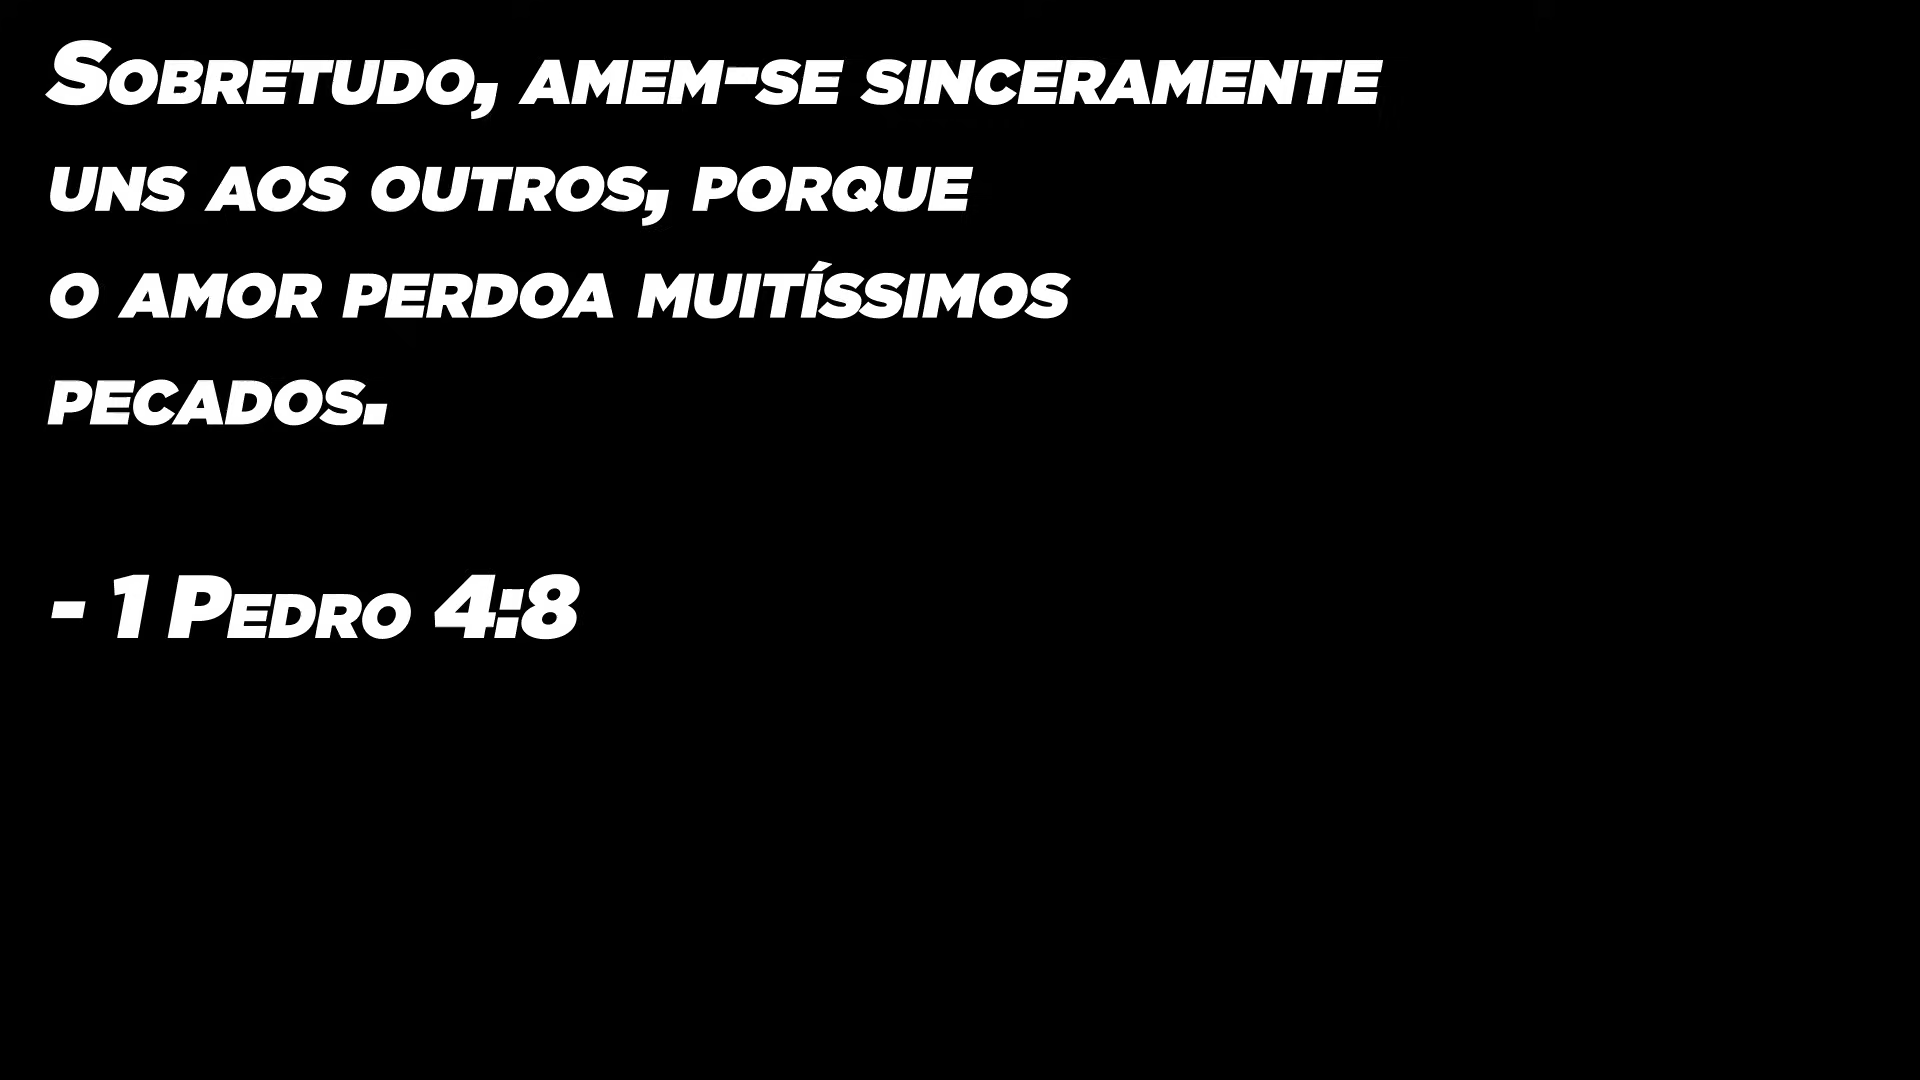 Sobretudo, amem-se sinceramente
uns aos outros, porque
o amor perdoa muitíssimos
pecados.
- 1 Pedro 4:8